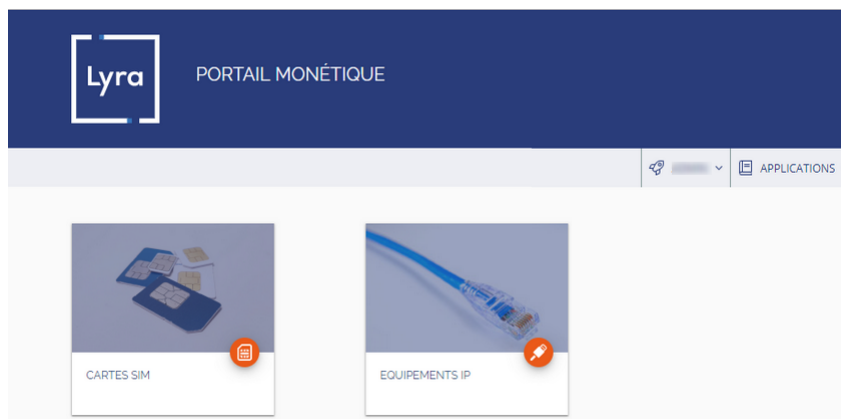 Lyra
PORTAIL MONÉTIQUE
APPLICATIONS
CARTES SIM
EQUIPEMENTS IP